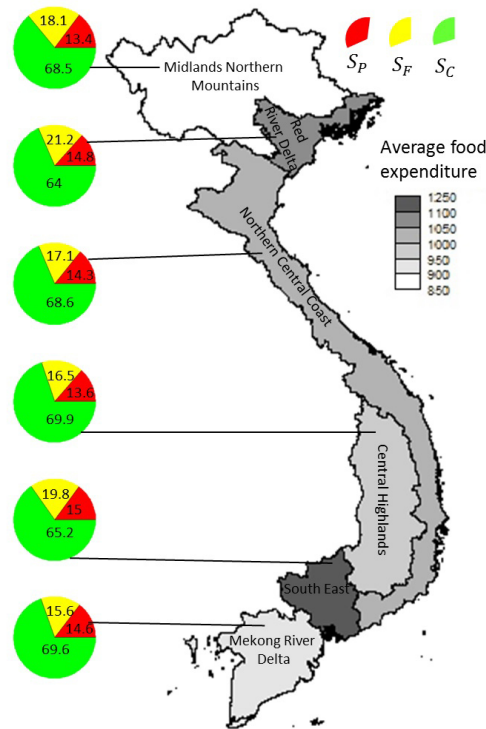 18.1
13.4
68.5
Midlands Northern
Mountains
S_P S_F S_C
21.2
14.8
64
Red
River Delta
Average food
expenditure
1250
1100
1050
1000
950
900
850
17.1
14.3
68.6
Northern Central Coast
16.5
13.6
69.9
Central Highlands
19.8
15
65.2
South East
15.6
14.6
69.6
Mekong River
Delta